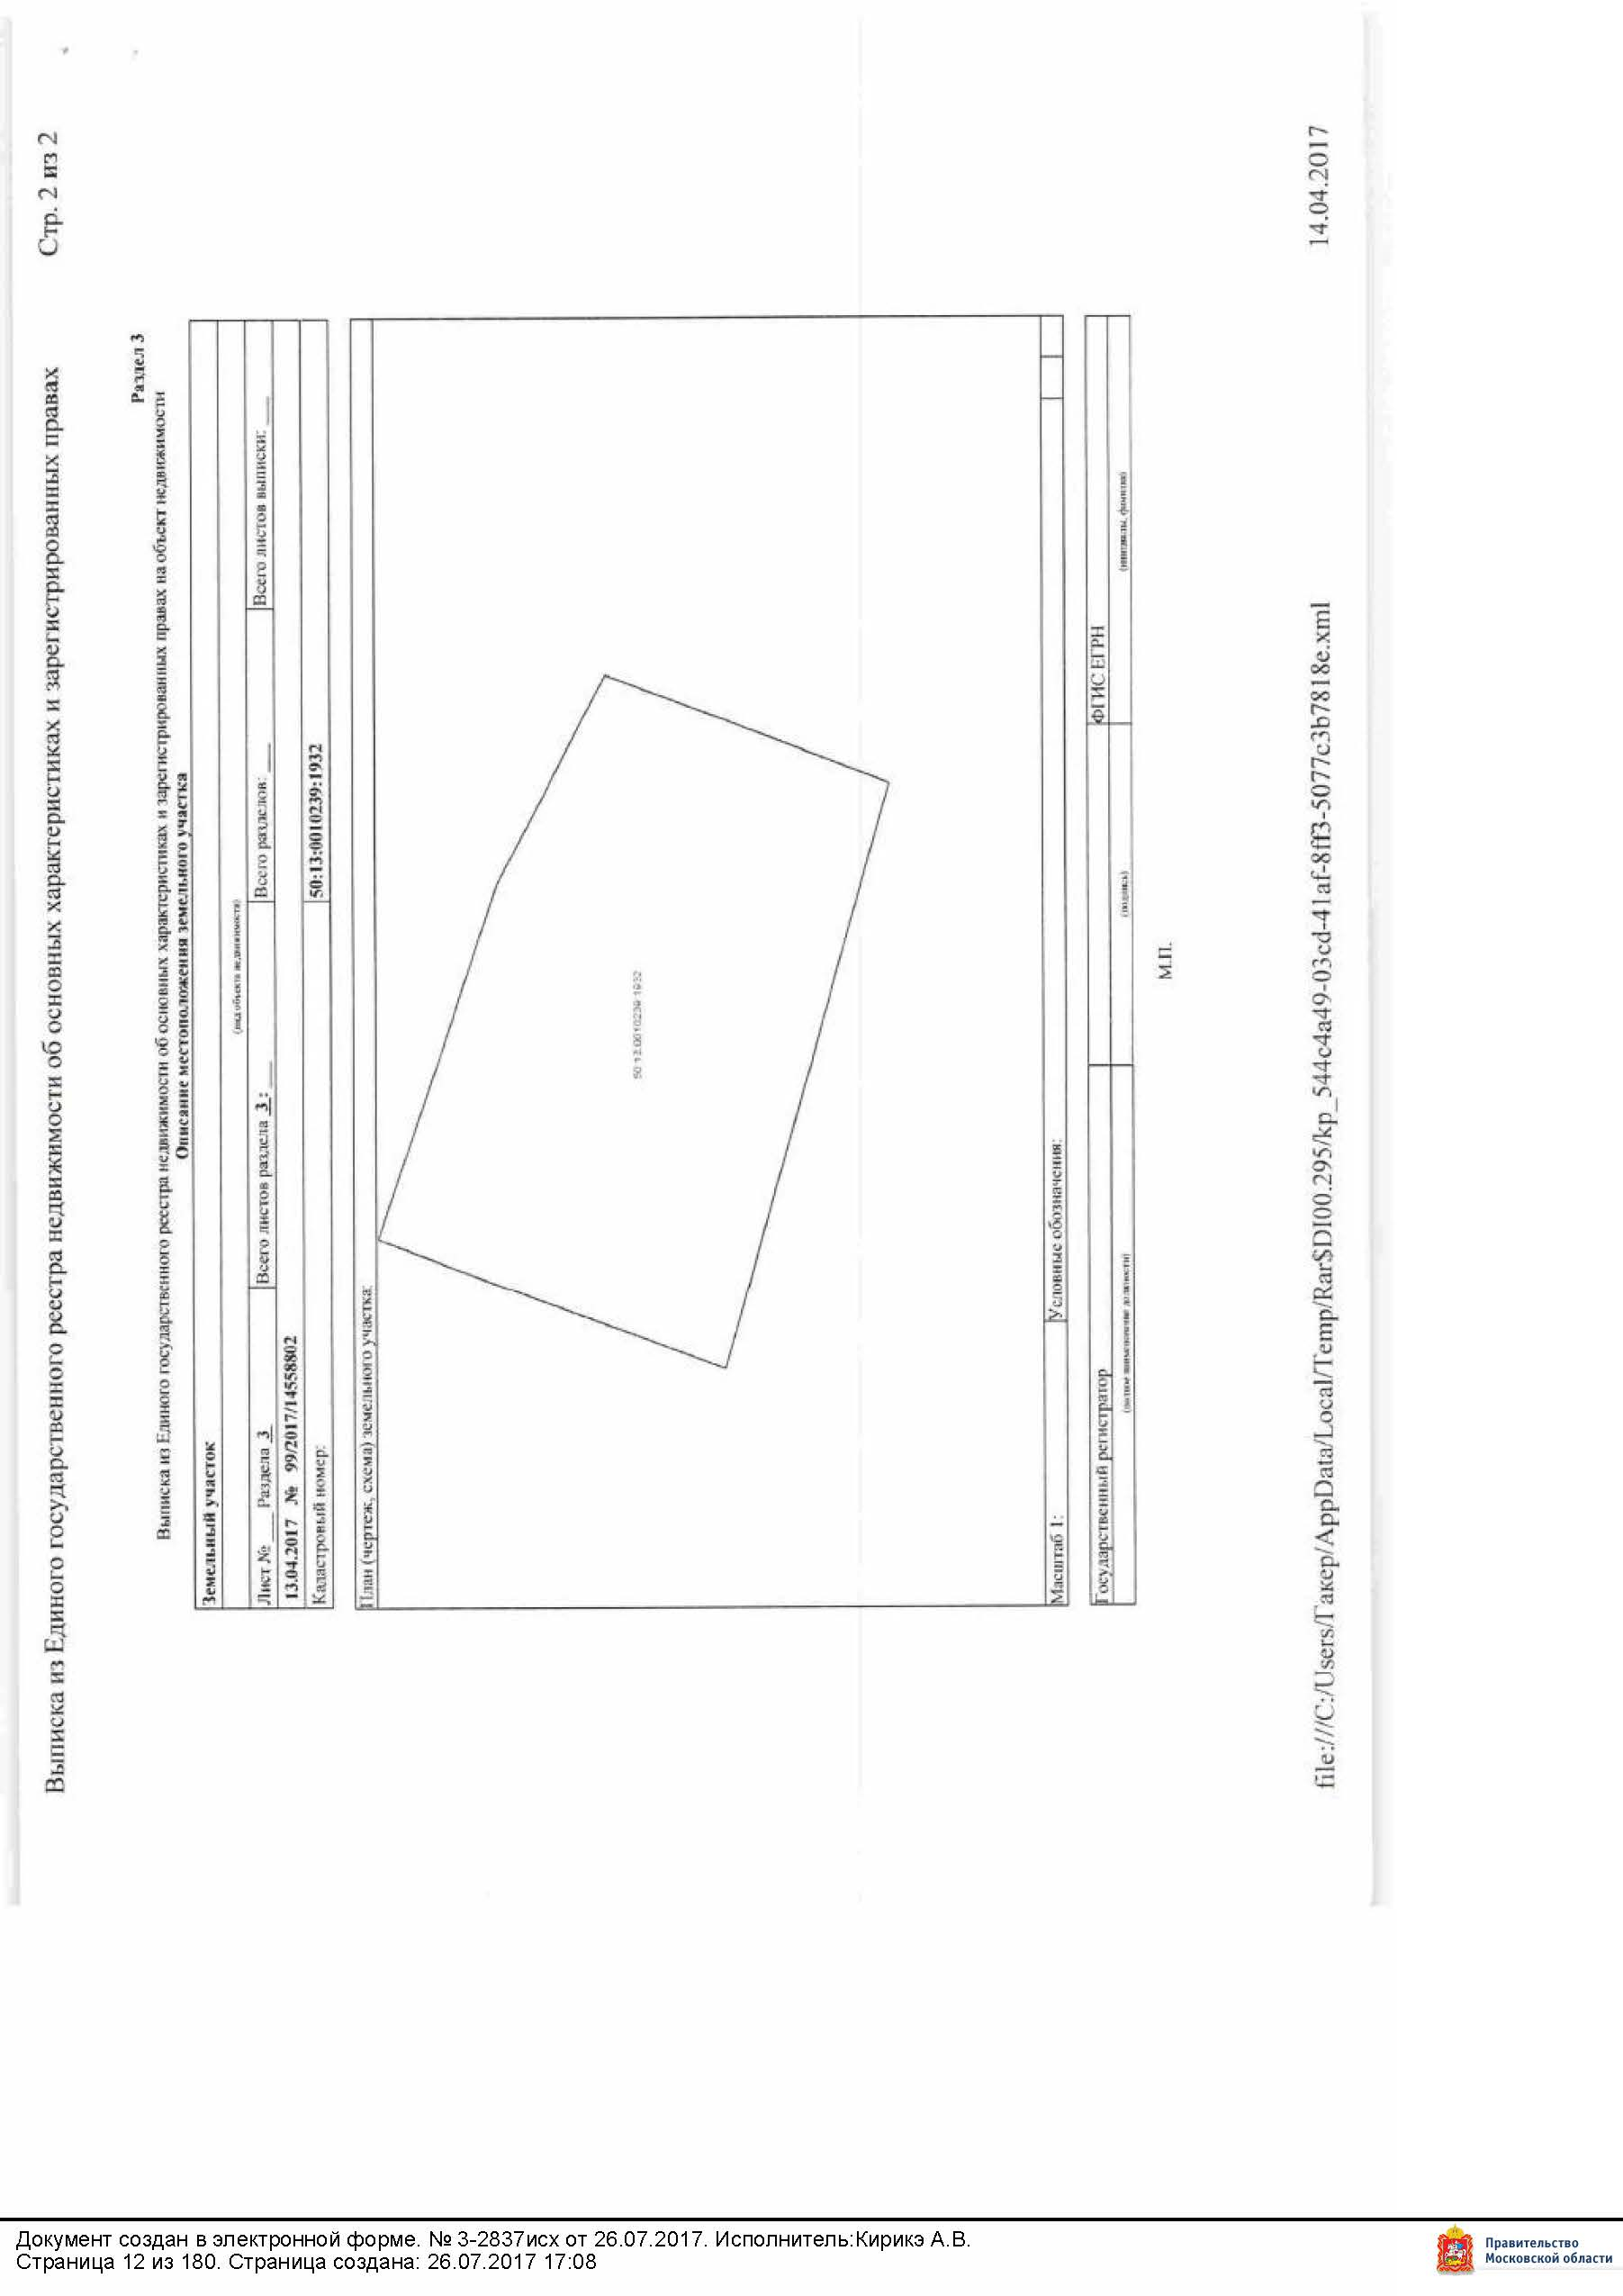 Выписка из Единого государственного реестра недвижимости об основных характеристиках и зарегистрированных правах Стр. 2 из 2
Раздел 3
Выписка из Единого государственного реестра недвижимости об основных характеристиках и зарегистрированных правах на объект недвижимости
Описание местоположения земельного участка
Земельный участок
(вид объекта недвижимости)
Лист № ___ Раздела 3 Всего листов раздела 3 : ___ Всего разделов: ___ Всего листов выписки: ___
13.04.2017 № 99/2017/14558802
Кадастровый номер: 50:13:0010239:1932
План (чертеж, схема) земельного участка:
50:13:0010239:1932
Масштаб 1: Условные обозначения:
Государственный регистратор ФГИС ЕГРН
(полное наименование должности) (подпись) (инициалы, фамилия)
М.П.
file:///C:/Users/Гакер/AppData/Local/Temp/Rar$DI00.295/kp_544c4a49-03cd-41af-8ff3-5077c3b7818e.xml 14.04.2017
Документ создан в электронной форме. № 3-2837исх от 26.07.2017. Исполнитель:Кирикэ А.В.
Страница 12 из 180. Страница создана: 26.07.2017 17:08
Правительство
Московской области